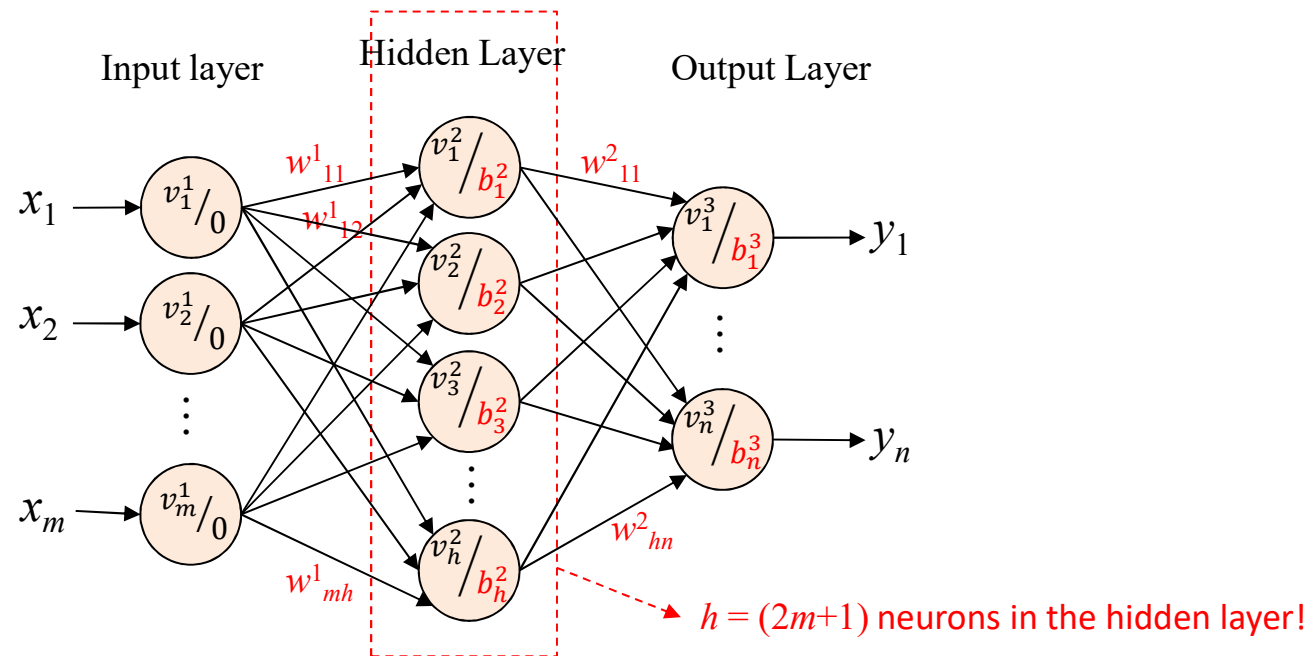 Input layer
Hidden Layer
Output Layer
x₁
x₂
⋮
xₘ
v₁¹/0
v₂¹/0
⋮
vₘ¹/0
w¹₁₁
w¹₁₂
w¹ₘₕ
v₁²/b₁²
v₂²/b₂²
v₃²/b₃²
⋮
vₕ²/bₕ²
w²₁₁
w²ₕₙ
v₁³/b₁³
⋮
vₙ³/bₙ³
y₁
yₙ
h = (2m+1) neurons in the hidden layer!